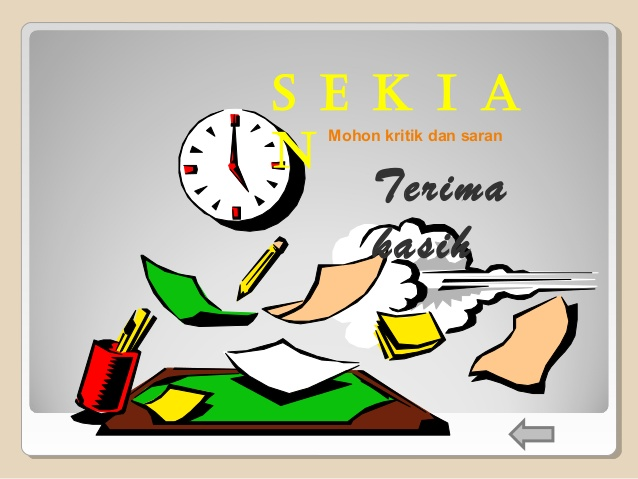 S E K I A
N
Mohon kritik dan saran
Terima
kasih